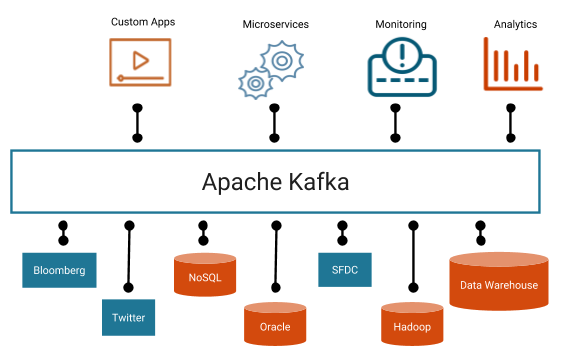 Custom Apps
Microservices
Monitoring
Analytics
Apache Kafka
Bloomberg
Twitter
NoSQL
Oracle
SFDC
Hadoop
Data Warehouse